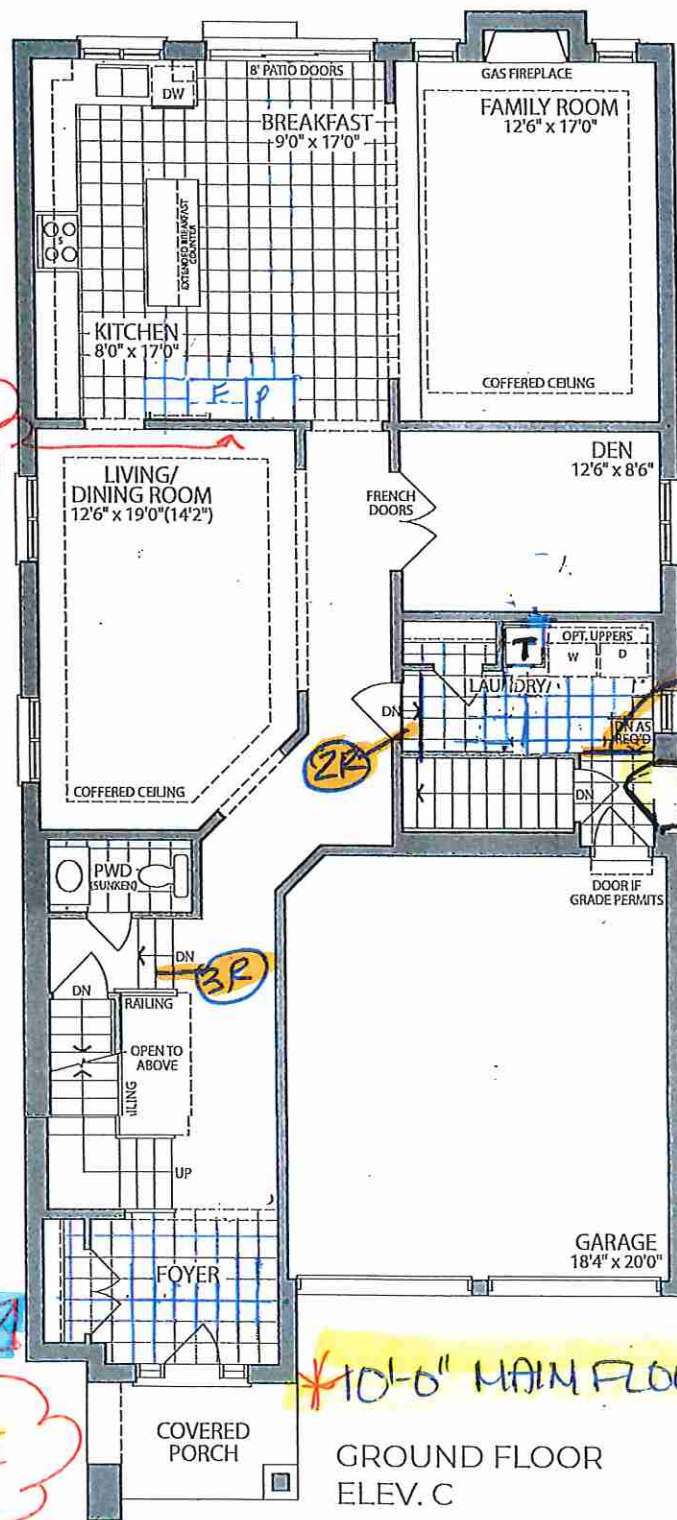 8' PATIO DOORS
GAS FIREPLACE
DW
BREAKFAST
9'0" x 17'0"
FAMILY ROOM
12'6" x 17'0"
EXTENDED BREAKFAST
COUNTER
S
KITCHEN
8'0" x 17'0"
F P
COFFERED CEILING
LIVING/
DINING ROOM
12'6" x 19'0"(14'2")
DEN
12'6" x 8'6"
FRENCH
DOORS
OPT. UPPERS
T
W D
LAUNDRY
DN
DN AS
REQ'D
2R
DN
COFFERED CEILING
PWD
(SUNKEN)
DOOR IF
GRADE PERMITS
DN
3R
DN
RAILING
OPEN TO
ABOVE
UP
GARAGE
18'4" x 20'0"
FOYER
*10'-0" MAIN FLOO
COVERED
PORCH
GROUND FLOOR
ELEV. C